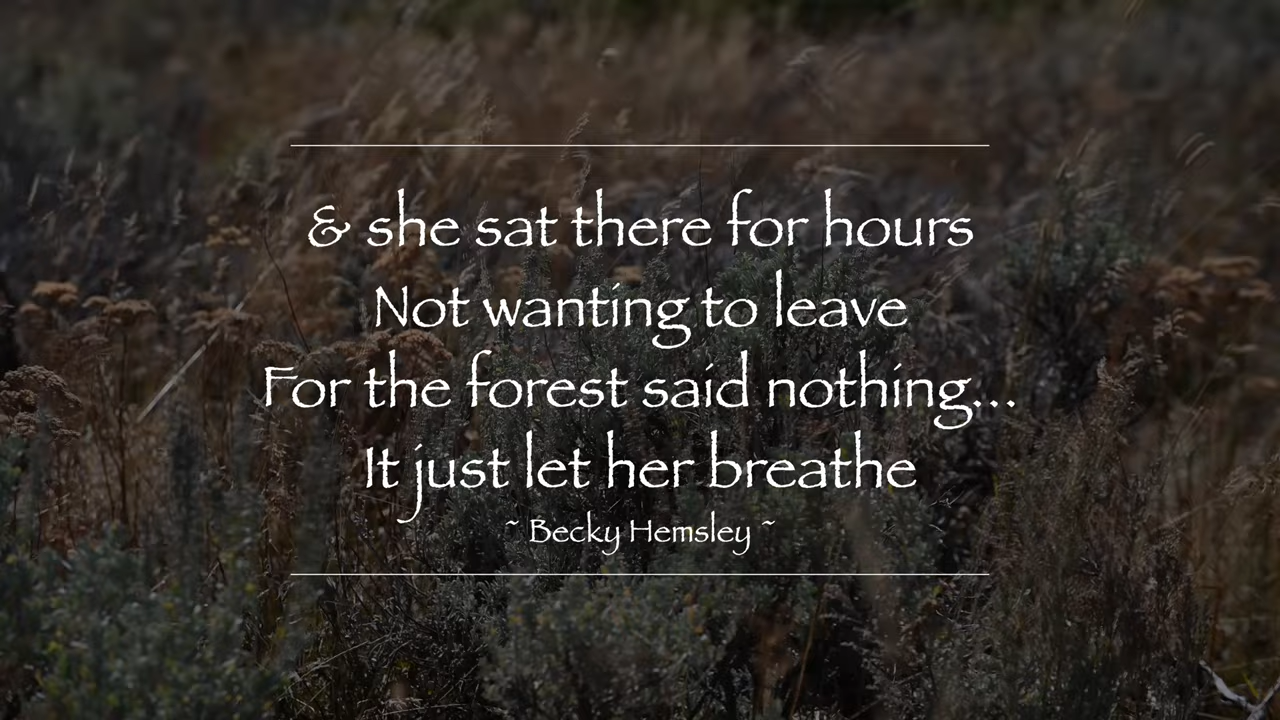 & she sat there for hours
Not wanting to leave
For the forest said nothing...
It just let her breathe
~ Becky Hemsley ~